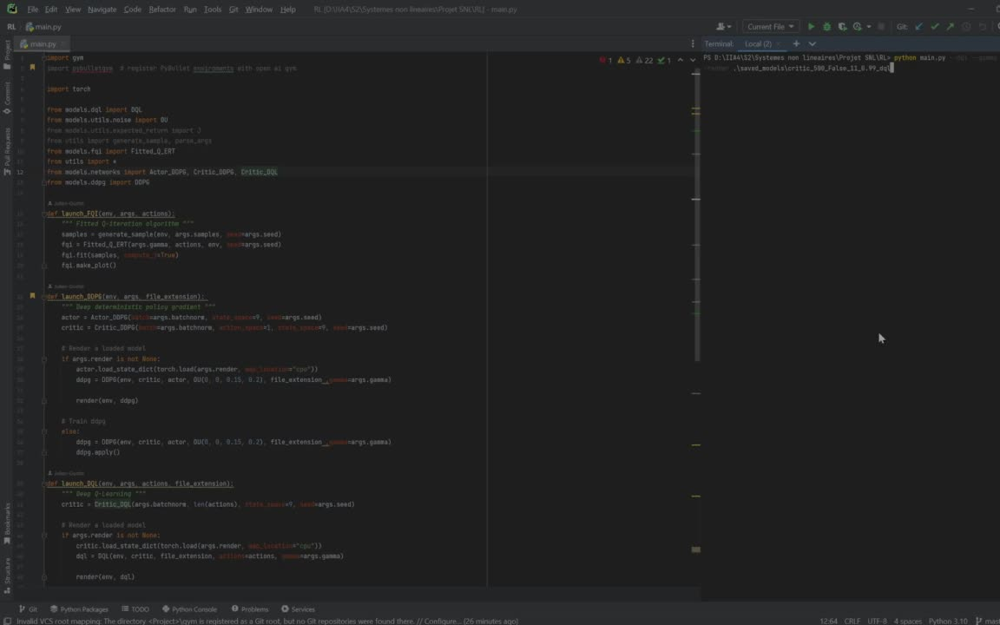 File Edit View Navigate Code Refactor Run Tools Git Window Help RL [D:\IIA4\S2\Systemes non lineaires\Projet SNL\RL] - main.py
RL main.py Current File Git:
main.py Terminal: Local (2)
import gym
import pybulletgym # register PyBullet enviroments with open ai gym
1 5 22 1
PS D:\IIA4\S2\Systemes non lineaires\Projet SNL\RL> python main.py --dql --gamma
--render .\saved_models\critic_500_False_11_0.99_dql
import torch
from models.dql import DQL
from models.utils.noise import OU
from models.utils.expected_return import J
from utils import generate_sample, parse_args
from models.fqi import Fitted_Q_ERT
from utils import *
12 from models.networks import Actor_DDPG, Critic_DDPG, Critic_DQL
from models.ddpg import DDPG
def launch_FQI(env, args, actions):
""" Fitted Q-iteration algorithm """
samples = generate_sample(env, args.samples, seed=args.seed)
fqi = Fitted_Q_ERT(args.gamma, actions, env, seed=args.seed)
fqi.fit(samples, compute_j=True)
fqi.make_plot()
def launch_DDPG(env, args, file_extension):
""" Deep deterministic policy gradient """
actor = Actor_DDPG(batch=args.batchnorm, state_space=9, seed=args.seed)
critic = Critic_DDPG(batch=args.batchnorm, action_space=1, state_space=9, seed=args.seed)
# Render a loaded model
if args.render is not None:
actor.load_state_dict(torch.load(args.render, map_location="cpu"))
ddpg = DDPG(env, critic, actor, OU(0, 0, 0.15, 0.2), file_extension ,gamma=args.gamma)
render(env, ddpg)
# Train ddpg
else:
ddpg = DDPG(env, critic, actor, OU(0, 0, 0.15, 0.2), file_extension ,gamma=args.gamma)
ddpg.apply()
def launch_DQL(env, args, actions, file_extension):
""" Deep Q-Learning """
critic = Critic_DQL(args.batchnorm, len(actions), state_space=9, seed=args.seed)
# Render a loaded model
if args.render is not None:
critic.load_state_dict(torch.load(args.render, map_location="cpu"))
dql = DQL(env, critic, file_extension, actions=actions, gamma=args.gamma)
render(env, dql)
Project
Commit
Pull Requests
Bookmarks
Structure
Git Python Packages TODO Python Console Problems Services
Invalid VCS root mapping: The directory <Project>\gym is registered as a Git root, but no Git repositories were found there. // Configure... (26 minutes ago) 12:64 CRLF UTF-8 4 spaces Python 3.10